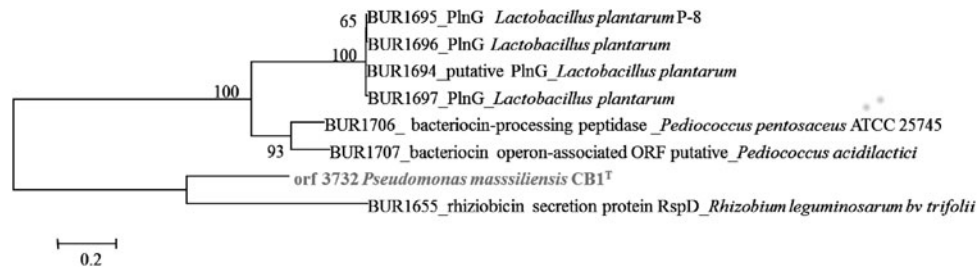 65 BUR1695_PlnG Lactobacillus plantarum P-8
BUR1696_PlnG Lactobacillus plantarum
100 BUR1694_putative PlnG_Lactobacillus plantarum
100 BUR1697_PlnG_Lactobacillus plantarum
BUR1706_ bacteriocin-processing peptidase _Pediococcus pentosaceus ATCC 25745
93 BUR1707_bacteriocin operon-associated ORF putative_Pediococcus acidilactici
orf 3732 Pseudomonas masssiliensis CB1ᵀ
BUR1655_rhiziobicin secretion protein RspD_Rhizobium leguminosarum bv trifolii
0.2